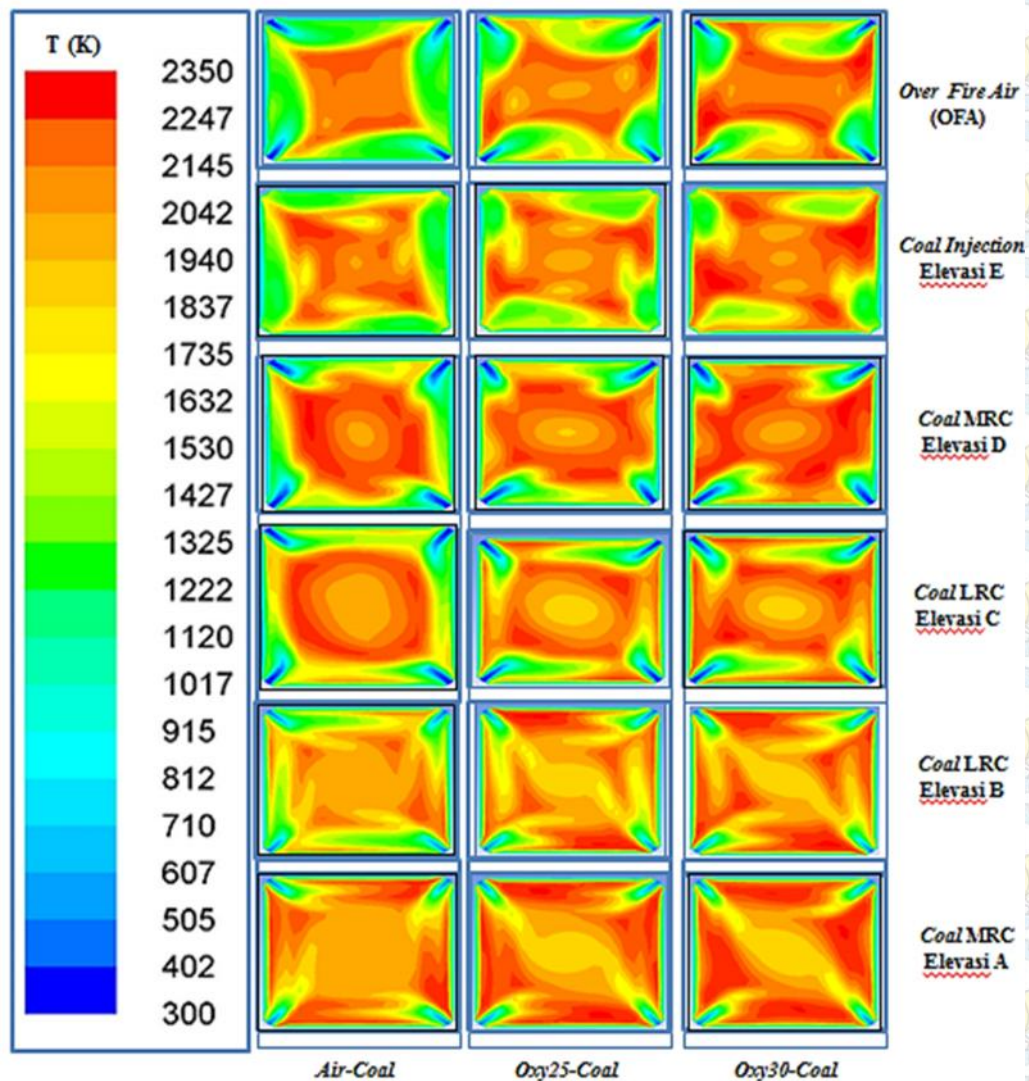 T (K)
2350
2247
2145
2042
1940
1837
1735
1632
1530
1427
1325
1222
1120
1017
915
812
710
607
505
402
300
Over Fire Air
(OFA)
Coal Injection
Elevasi E
Coal MRC
Elevasi D
Coal LRC
Elevasi C
Coal LRC
Elevasi B
Coal MRC
Elevasi A
Air-Coal Oxy25-Coal Oxy30-Coal